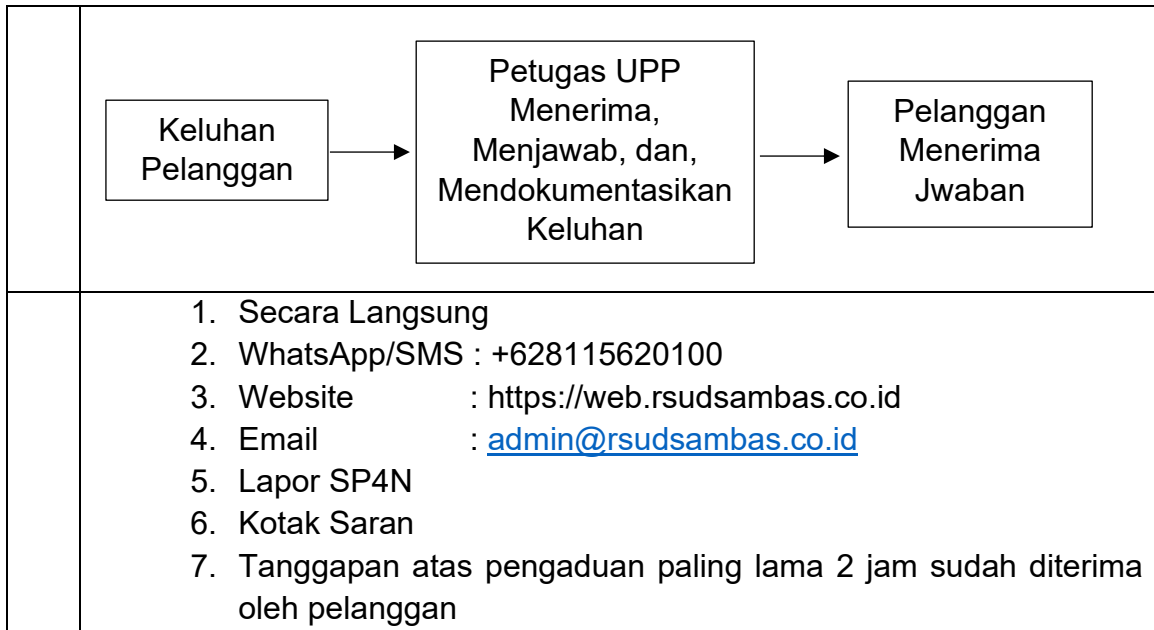 Keluhan
Pelanggan
Petugas UPP
Menerima,
Menjawab, dan,
Mendokumentasikan
Keluhan
Pelanggan
Menerima
Jwaban
1. Secara Langsung
2. WhatsApp/SMS : +628115620100
3. Website : https://web.rsudsambas.co.id
4. Email : admin@rsudsambas.co.id
5. Lapor SP4N
6. Kotak Saran
7. Tanggapan atas pengaduan paling lama 2 jam sudah diterima
oleh pelanggan